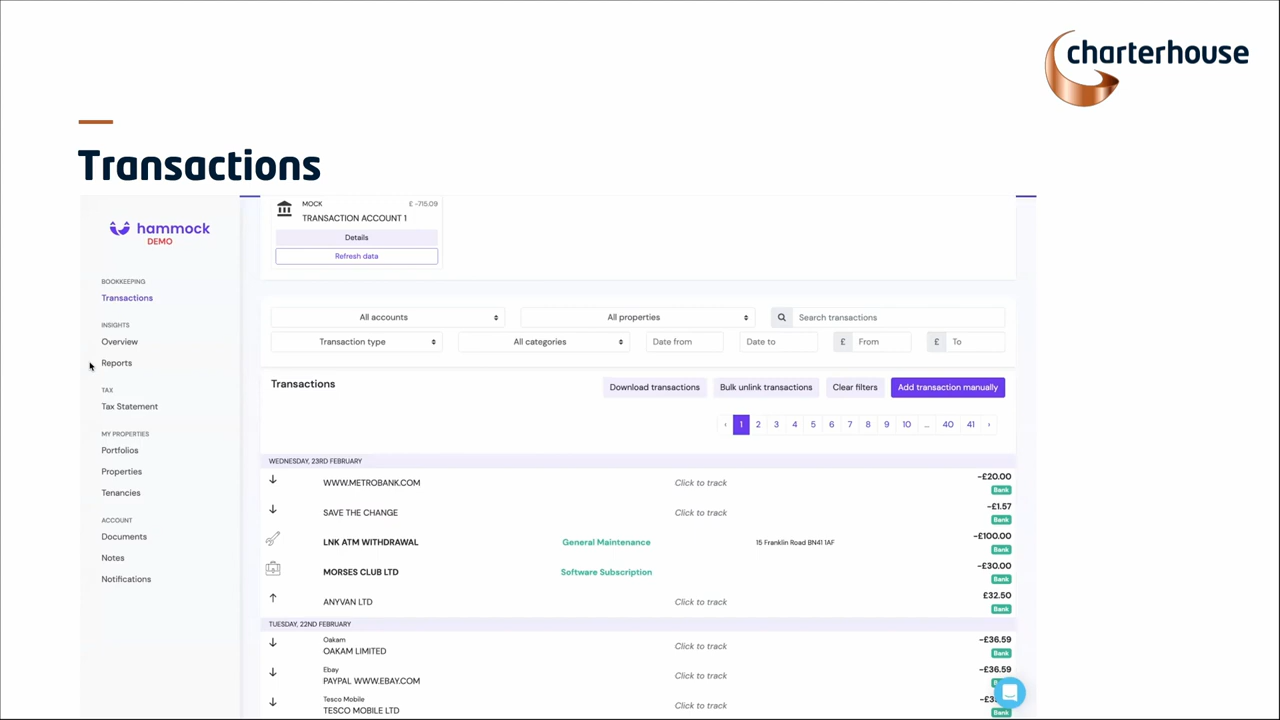 charterhouse
Transactions
hammock
DEMO
BOOKKEEPING
Transactions
INSIGHTS
Overview
Reports
TAX
Tax Statement
MY PROPERTIES
Portfolios
Properties
Tenancies
ACCOUNT
Documents
Notes
Notifications
MOCK £ -715.09
TRANSACTION ACCOUNT 1
Details
Refresh data
All accounts All properties Search transactions
Transaction type All categories Date from Date to £ From £ To
Transactions Download transactions Bulk unlink transactions Clear filters Add transaction manually
‹ 1 2 3 4 5 6 7 8 9 10 ... 40 41 ›
WEDNESDAY, 23RD FEBRUARY
WWW.METROBANK.COM Click to track -£20.00
Bank
SAVE THE CHANGE Click to track -£1.57
Bank
LNK ATM WITHDRAWAL General Maintenance 15 Franklin Road BN41 1AF -£100.00
Bank
MORSES CLUB LTD Software Subscription -£30.00
Bank
ANYVAN LTD Click to track £32.50
Bank
TUESDAY, 22ND FEBRUARY
Oakam
OAKAM LIMITED Click to track -£36.59
Bank
Ebay
PAYPAL WWW.EBAY.COM Click to track -£36.59
Tesco Mobile
TESCO MOBILE LTD Click to track
Bank